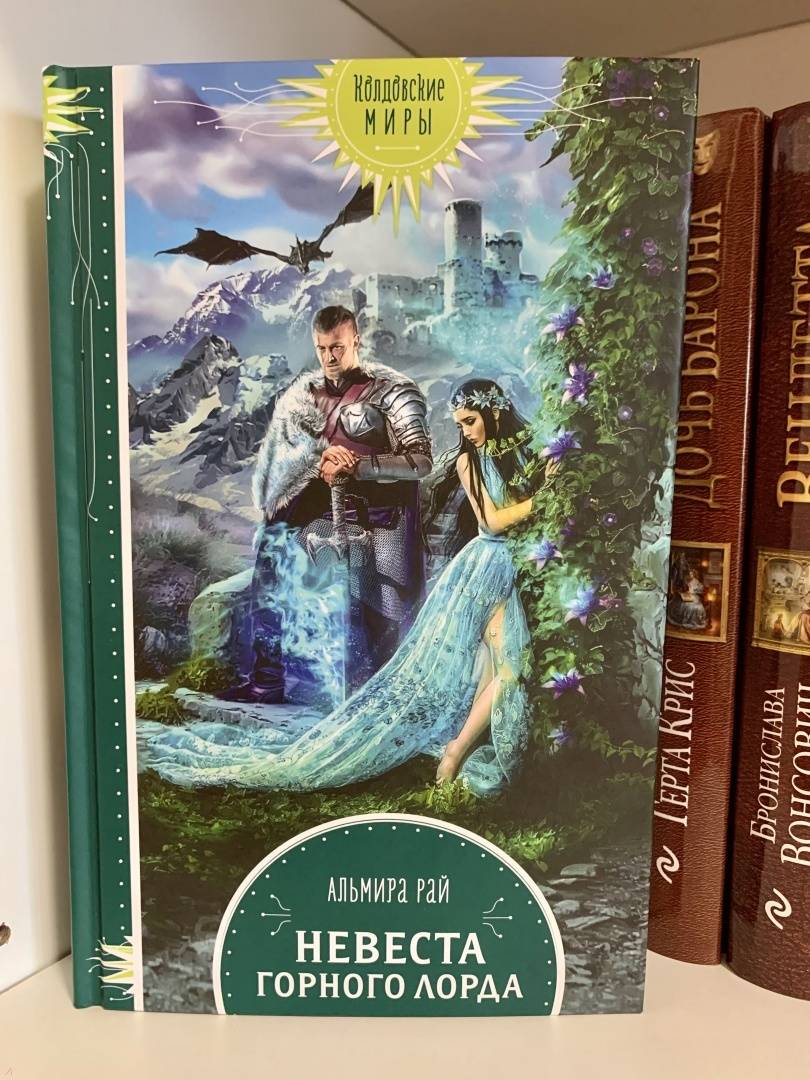 Колдовские
МИРЫ
АЛЬМИРА РАЙ
НЕВЕСТА
ГОРНОГО ЛОРДА
ГЕРТА КРИС
ДОЧЬ БАРОНА
БРОНИСЛАВА
ВОНСОВИЧ